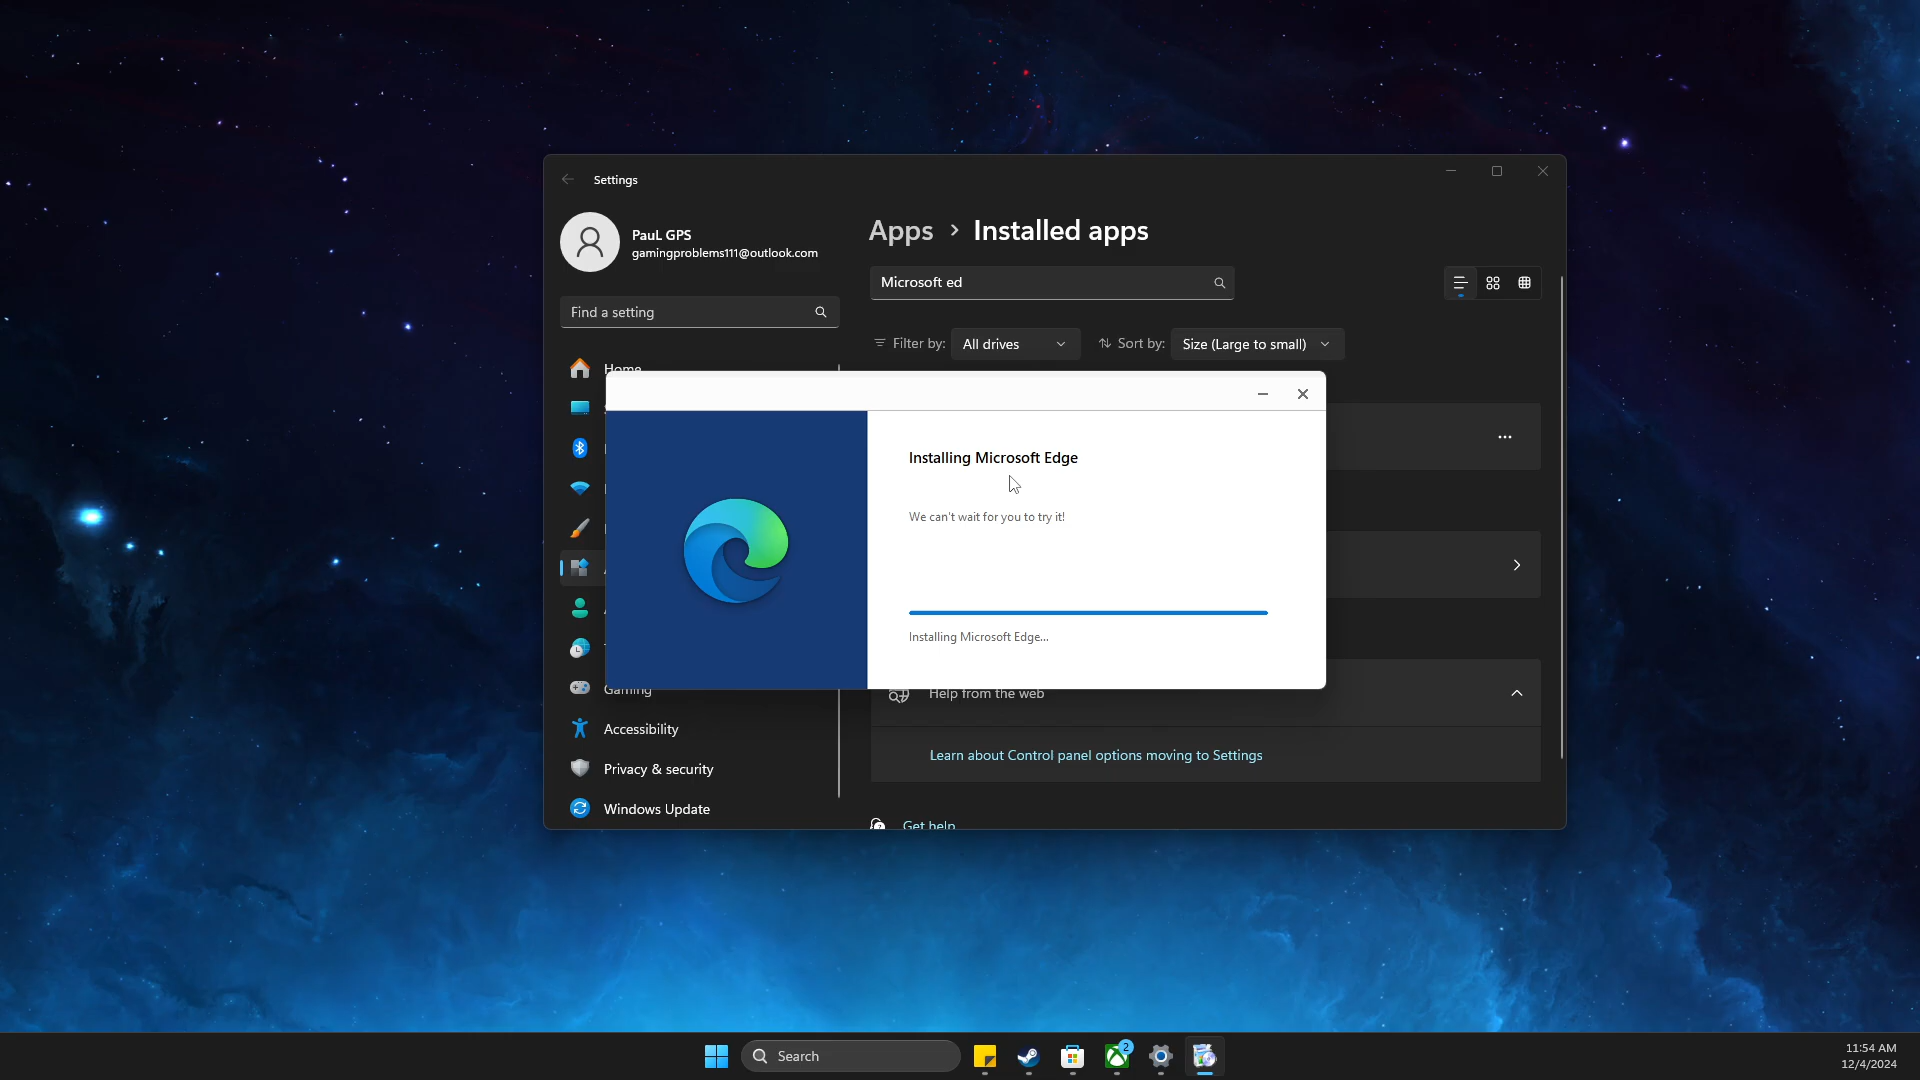 Settings
PauL GPS
gamingproblems111@outlook.com
Find a setting
Home
Gaming
Accessibility
Privacy & security
Windows Update
Apps > Installed apps
Microsoft ed
Filter by: All drives
Sort by: Size (Large to small)
Installing Microsoft Edge
We can't wait for you to try it!
Installing Microsoft Edge...
Help from the web
Learn about Control panel options moving to Settings
Get help
Search
2
11:54 AM
12/4/2024